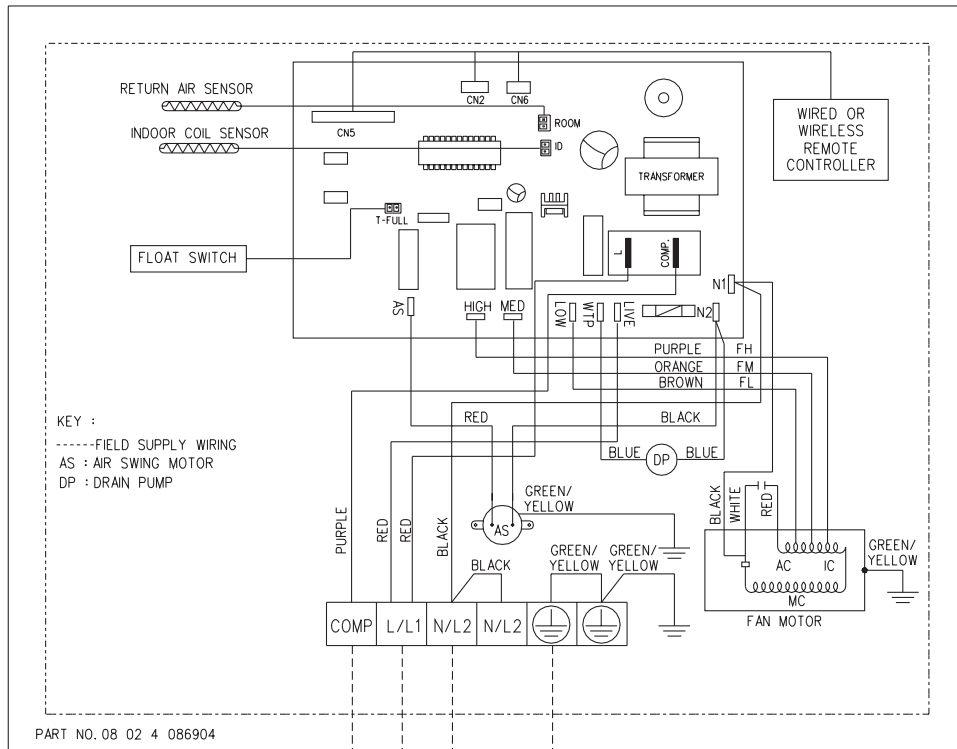 RETURN AIR SENSOR
INDOOR COIL SENSOR
CN2
CN6
CN5
ROOM
ID
TRANSFORMER
WIRED OR
WIRELESS
REMOTE
CONTROLLER
T-FULL
FLOAT SWITCH
L
COMP.
N1
AS
HIGH
MED
LOW
WTP
LIVE
N2
PURPLE FH
ORANGE FM
BROWN FL
RED
BLACK
KEY :
------FIELD SUPPLY WIRING
AS : AIR SWING MOTOR
DP : DRAIN PUMP
BLUE
DP
BLUE
GREEN/
YELLOW
AS
PURPLE
RED
RED
BLACK
BLACK
GREEN/
YELLOW
GREEN/
YELLOW
BLACK
WHITE
RED
AC
IC
MC
GREEN/
YELLOW
FAN MOTOR
COMP
L/L1
N/L2
N/L2
PART NO. 08 02 4 086904